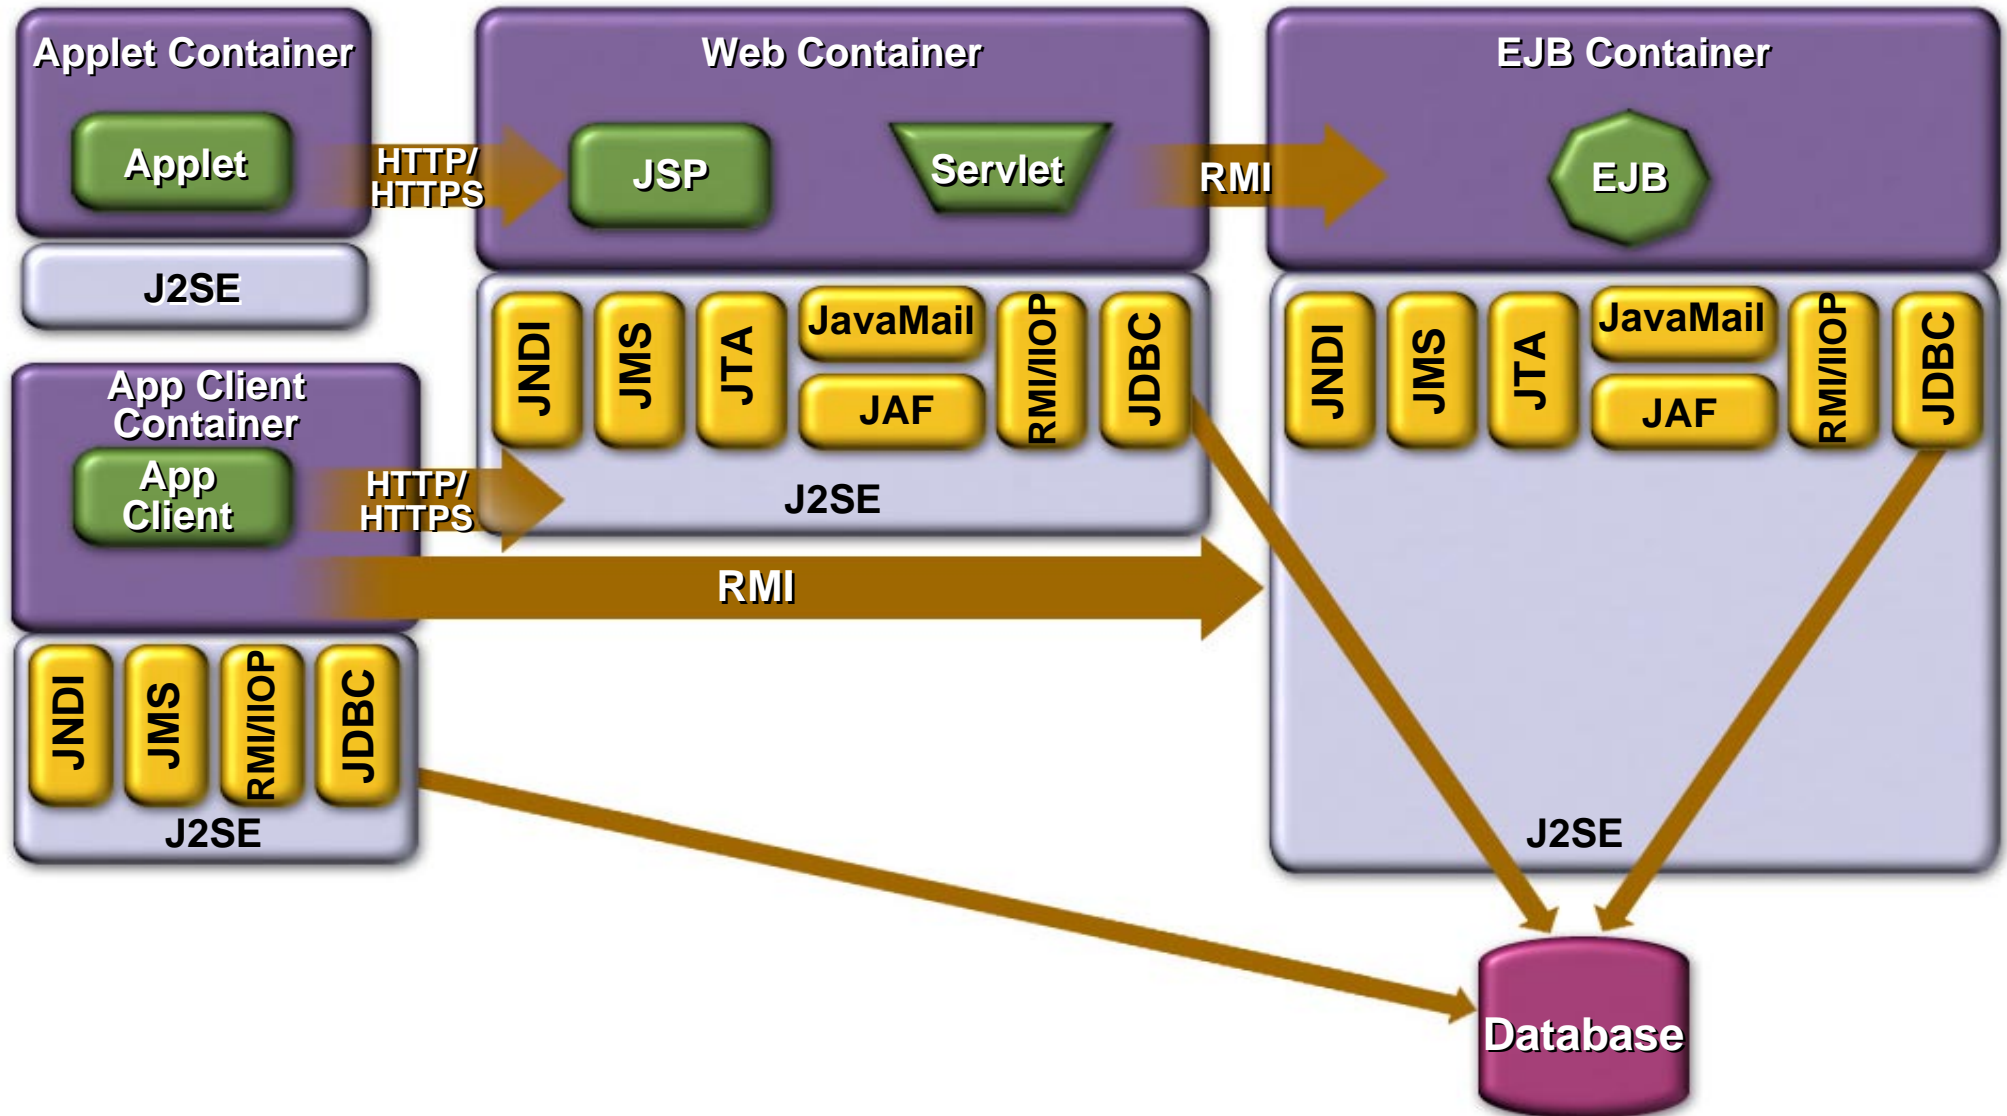 Applet Container
Applet
J2SE
HTTP/
HTTPS
Web Container
JSP
Servlet
JNDI
JMS
JTA
JavaMail
JAF
RMI/IIOP
JDBC
J2SE
RMI
EJB Container
EJB
JNDI
JMS
JTA
JavaMail
JAF
RMI/IIOP
JDBC
J2SE
App Client
Container
App
Client
HTTP/
HTTPS
RMI
JNDI
JMS
RMI/IIOP
JDBC
J2SE
Database